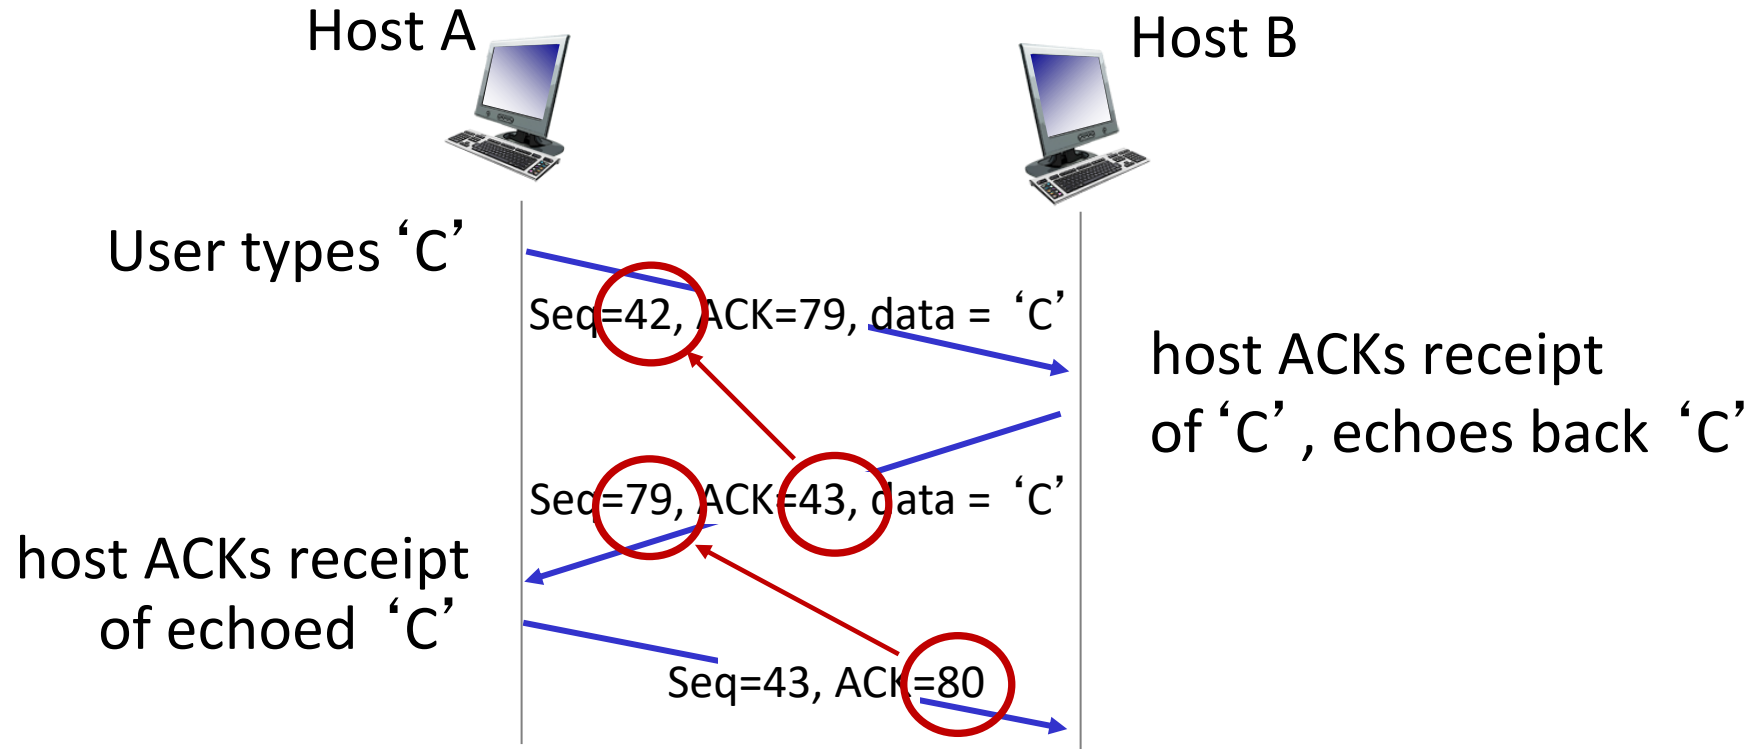 Host A
Host B
User types ‘C’
Seq=42, ACK=79, data = ‘C’
host ACKs receipt
of ‘C’, echoes back ‘C’
Seq=79, ACK=43, data = ‘C’
host ACKs receipt
of echoed ‘C’
Seq=43, ACK=80